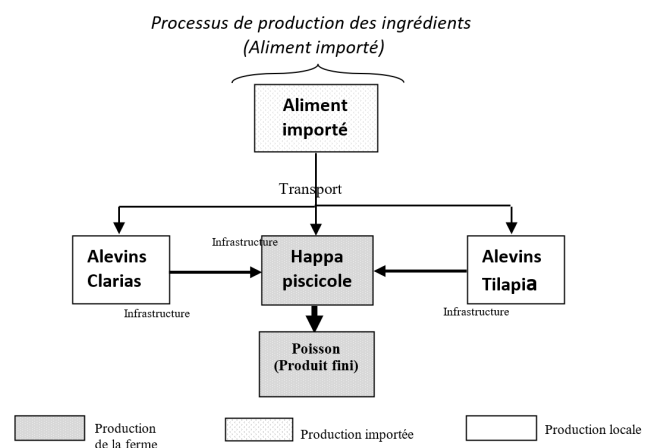 Processus de production des ingrédients
(Aliment importé)
Aliment
importé
Transport
Infrastructure
Alevins
Clarias
Happa
piscicole
Alevins
Tilapia
Infrastructure
Infrastructure
Poisson
(Produit fini)
Production
de la ferme
Production importée
Production locale